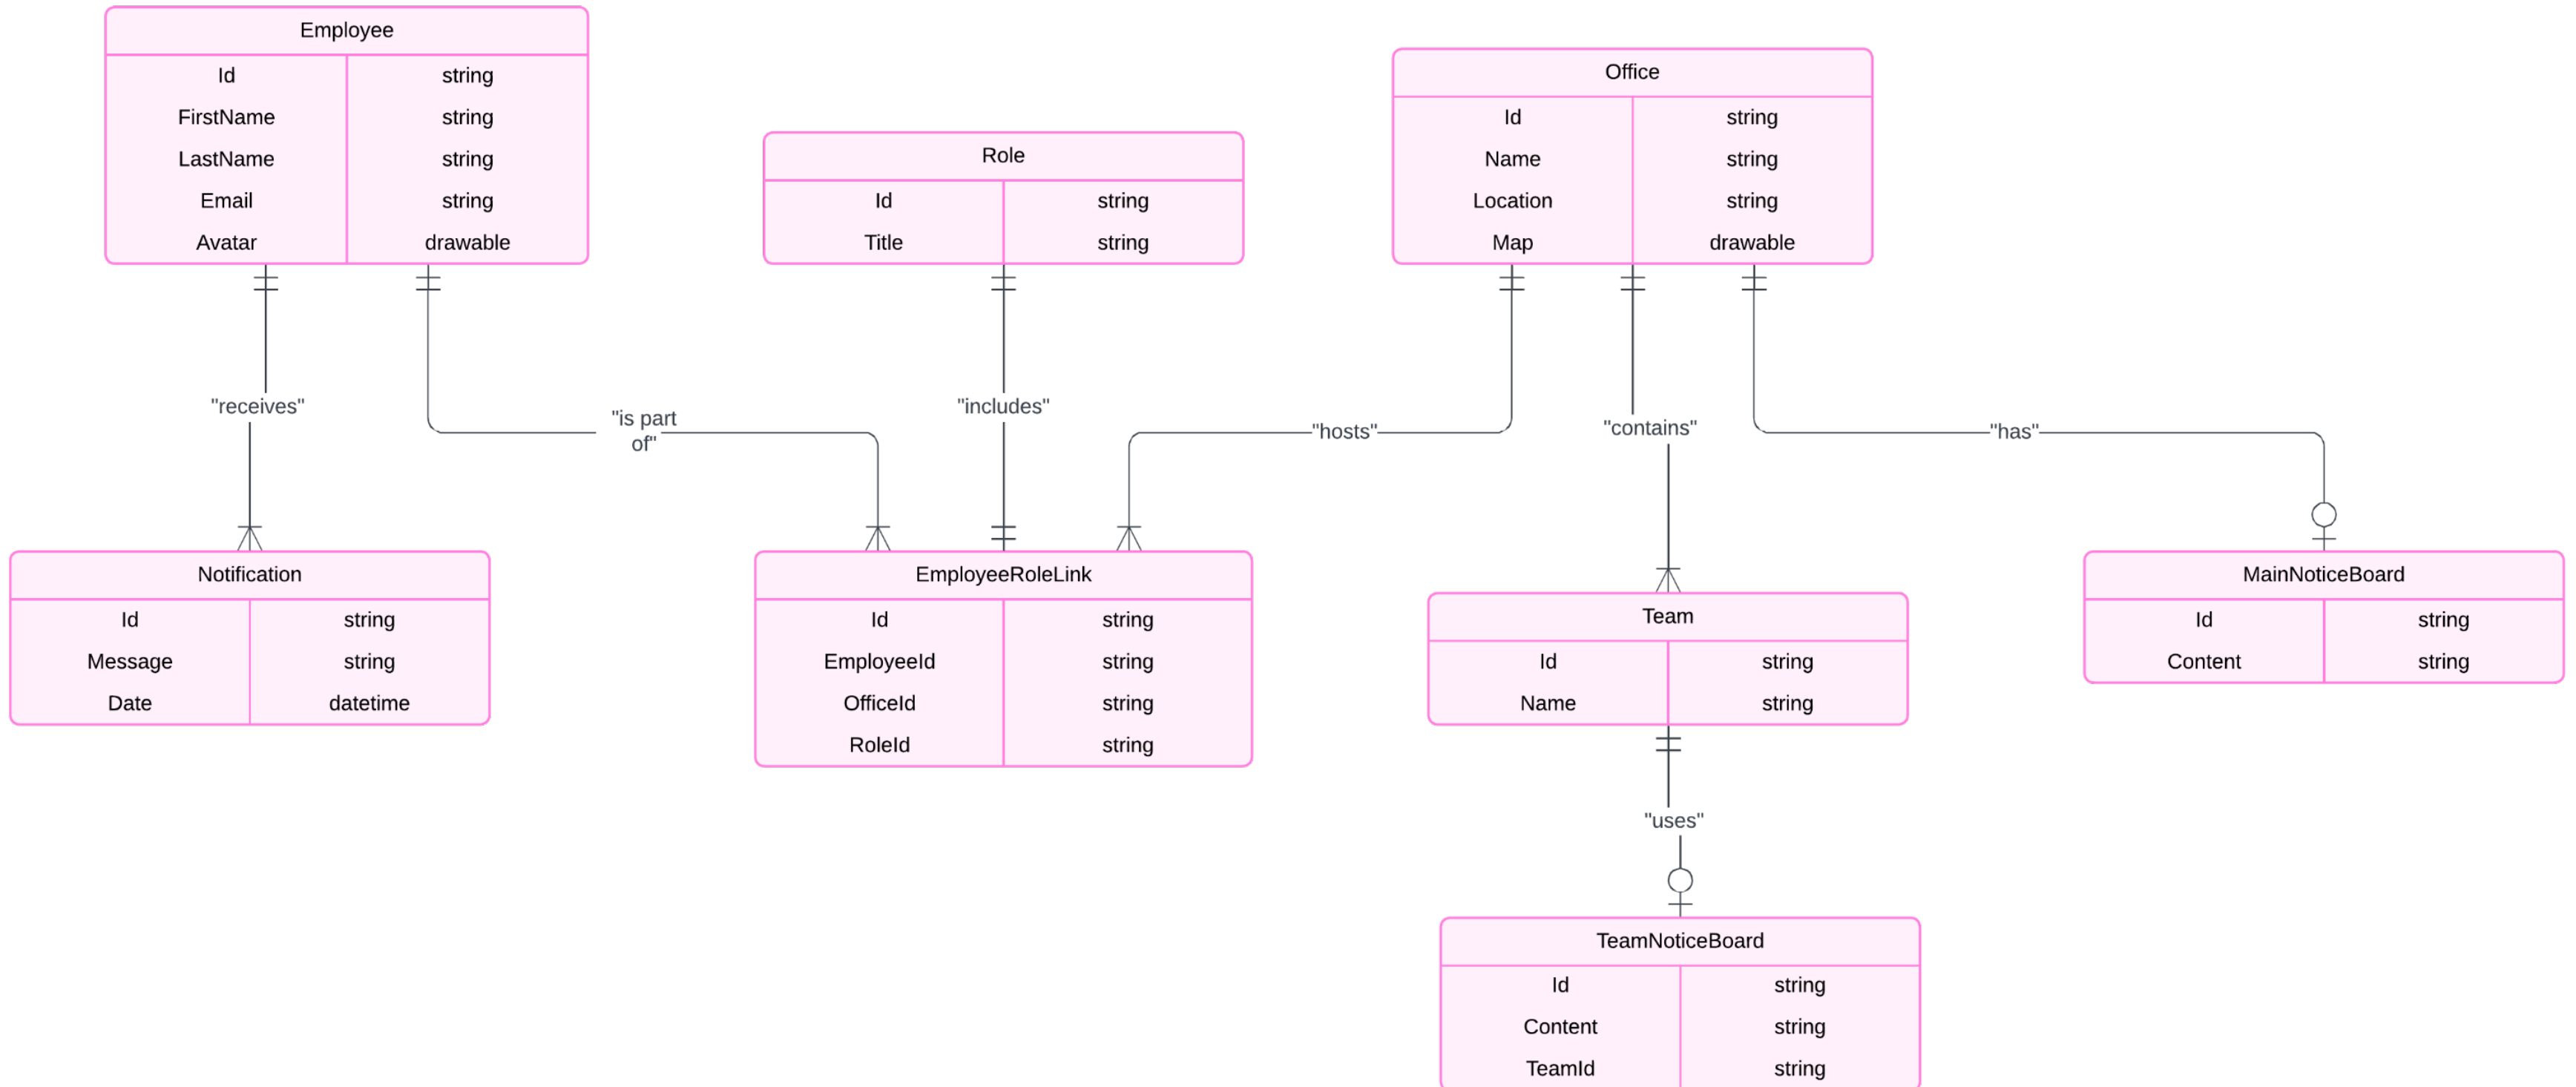 Employee
Id string
FirstName string
LastName string
Email string
Avatar drawable
Role
Id string
Title string
Office
Id string
Name string
Location string
Map drawable
"receives"
"is part
of"
"includes"
"hosts"
"contains"
"has"
Notification
Id string
Message string
Date datetime
EmployeeRoleLink
Id string
EmployeeId string
OfficeId string
RoleId string
Team
Id string
Name string
MainNoticeBoard
Id string
Content string
"uses"
TeamNoticeBoard
Id string
Content string
TeamId string